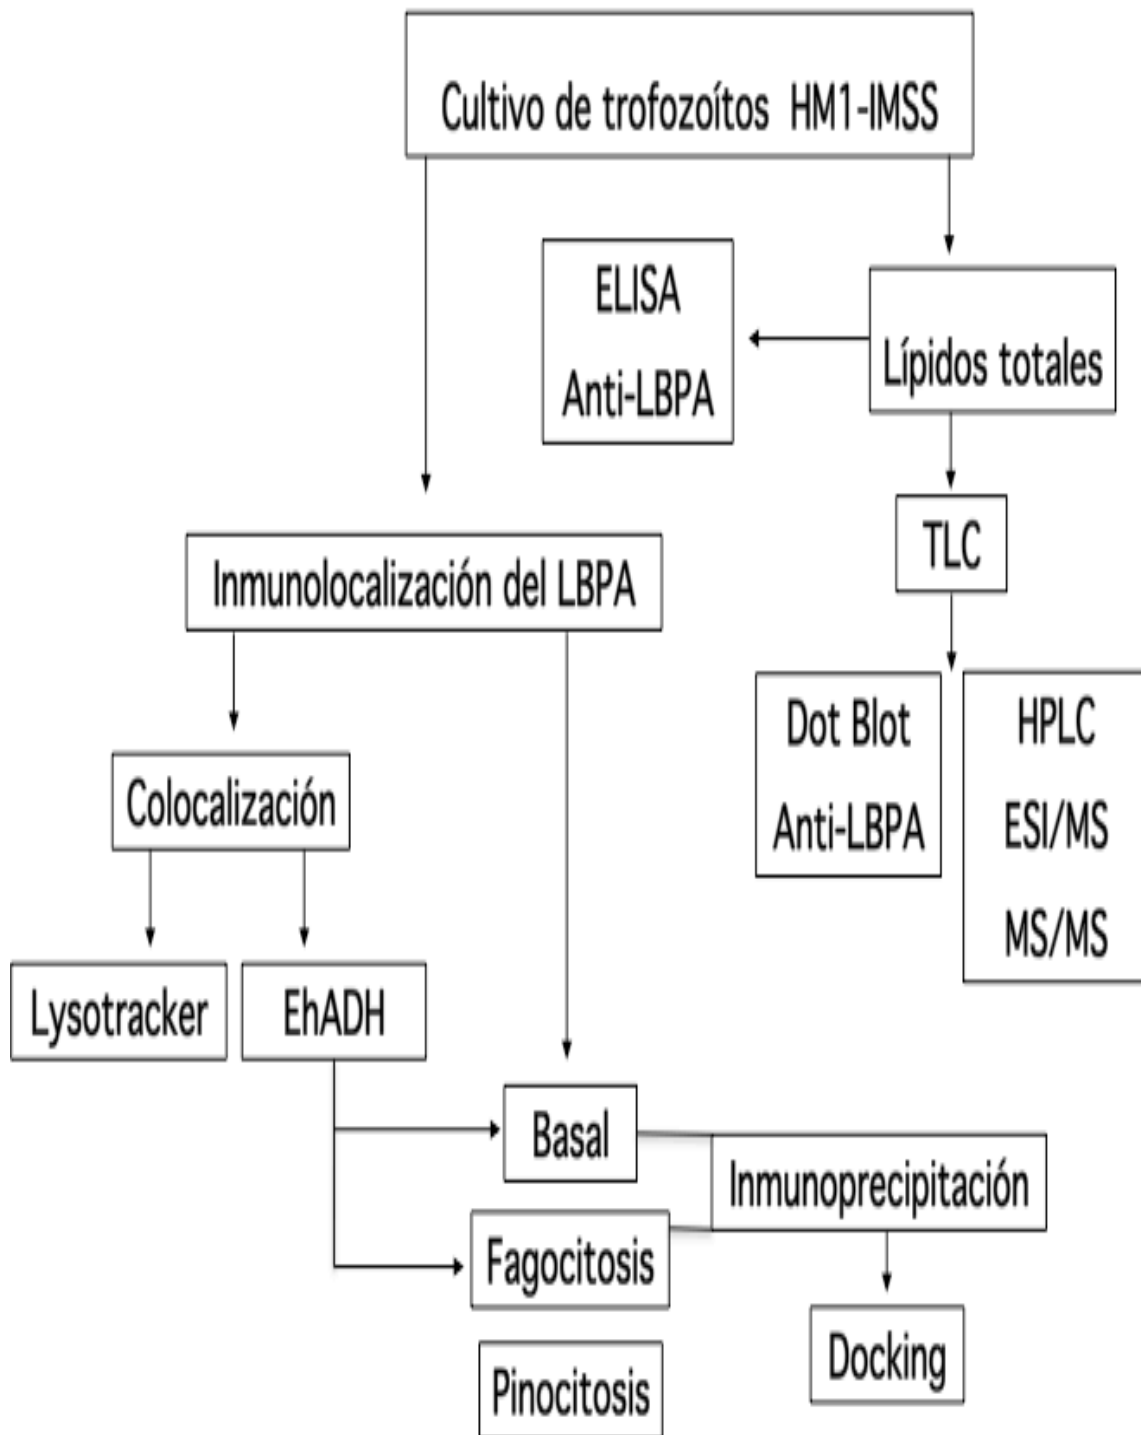 Cultivo de trofozoítos HM1-IMSS
ELISA
Anti-LBPA
Lípidos totales
TLC
Inmunolocalización del LBPA
Dot Blot
Anti-LBPA
HPLC
ESI/MS
MS/MS
Colocalización
Lysotracker
EhADH
Basal
Inmunoprecipitación
Fagocitosis
Docking
Pinocitosis